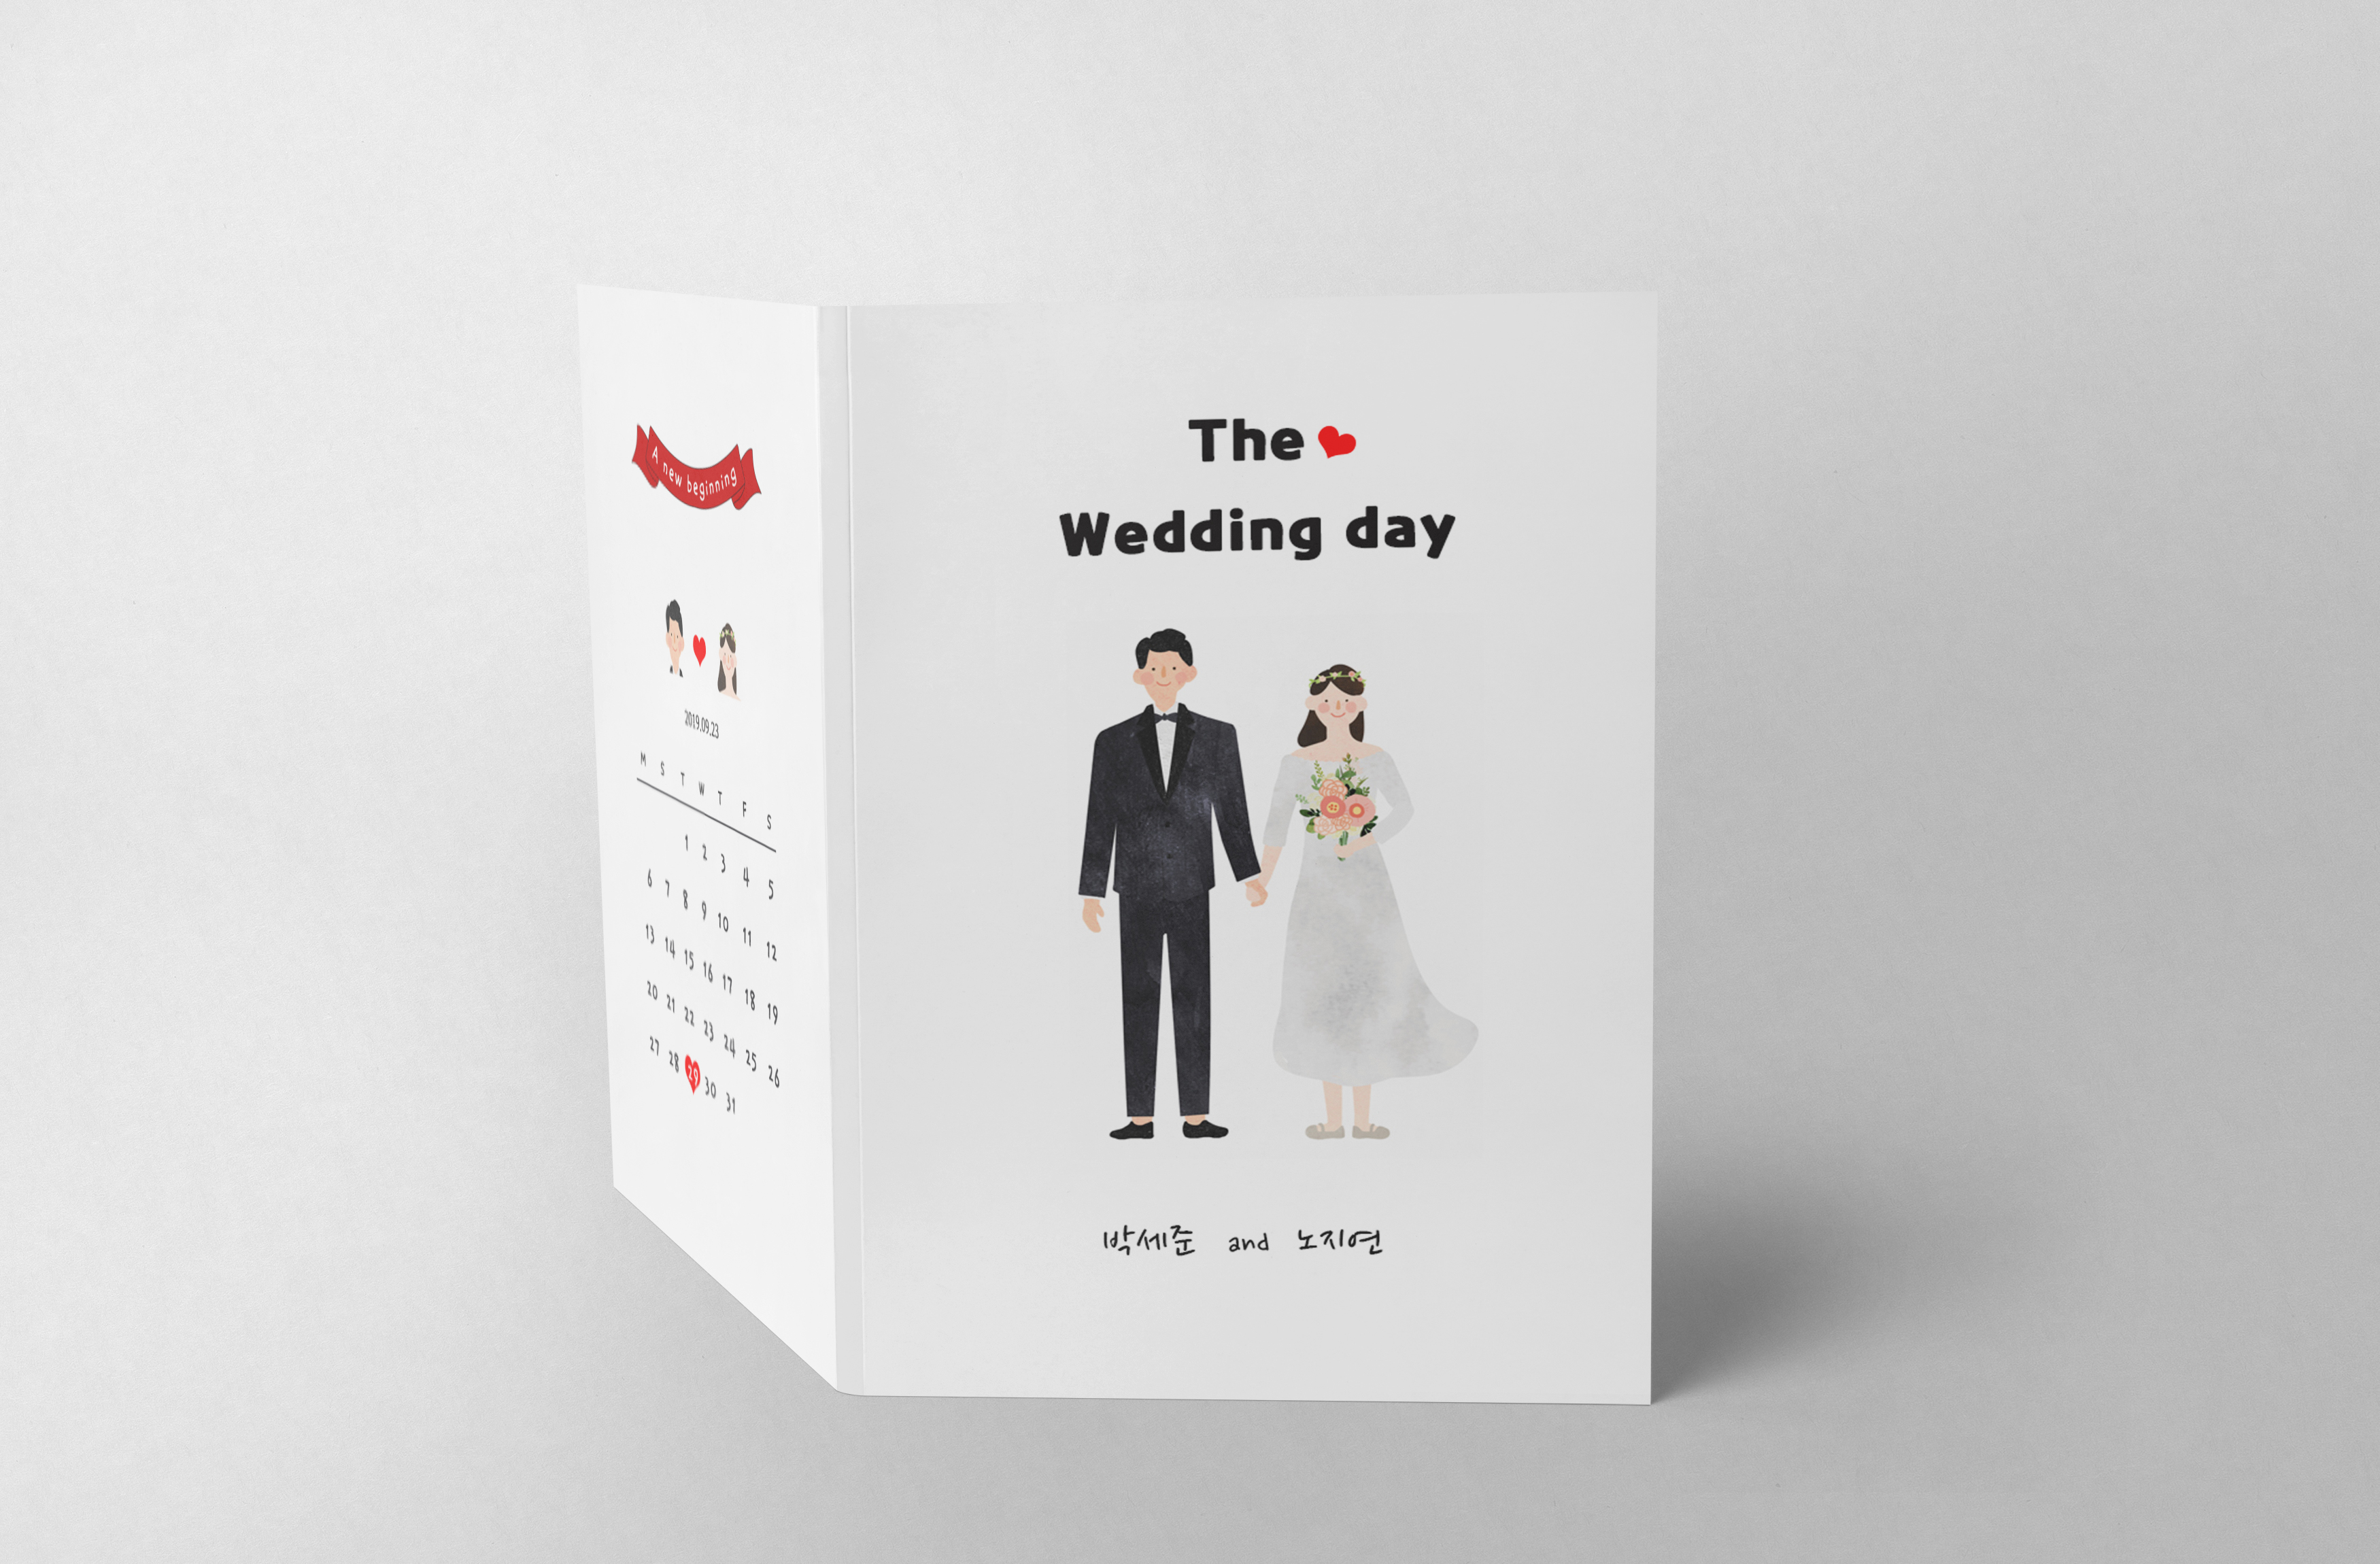 A new beginning
2019.09.23
M S T W T F S
1 2 3 4 5
6 7 8 9 10 11 12
13 14 15 16 17 18 19
20 21 22 23 24 25 26
27 28 29 30 31
The
Wedding day
박세준 and 노지연